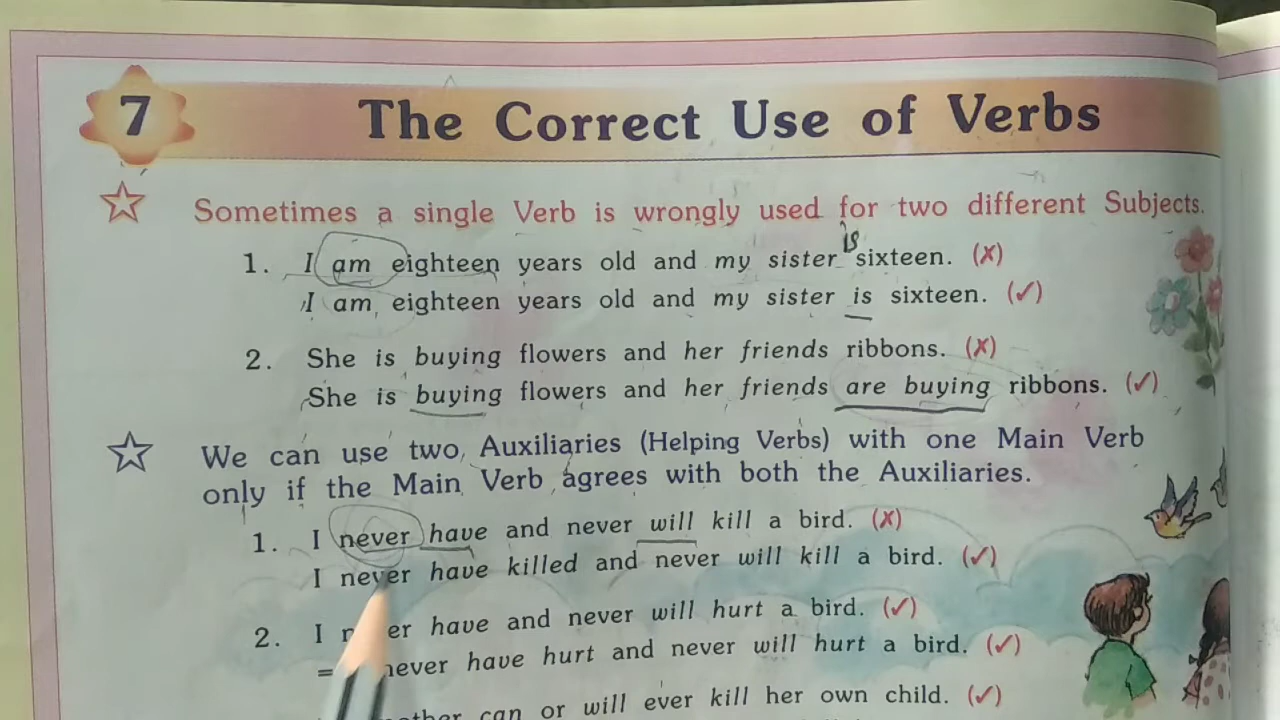 7 The Correct Use of Verbs
Sometimes a single Verb is wrongly used for two different Subjects.
is
1. I am eighteen years old and my sister sixteen. (✗)
I am eighteen years old and my sister is sixteen. (✓)
2. She is buying flowers and her friends ribbons. (✗)
She is buying flowers and her friends are buying ribbons. (✓)
We can use two Auxiliaries (Helping Verbs) with one Main Verb
only if the Main Verb agrees with both the Auxiliaries.
1. I never have and never will kill a bird. (✗)
I never have killed and never will kill a bird. (✓)
2. I have and never will hurt a bird. (✓)
= never have hurt and never will hurt a bird. (✓)
can or will ever kill her own child. (✓)